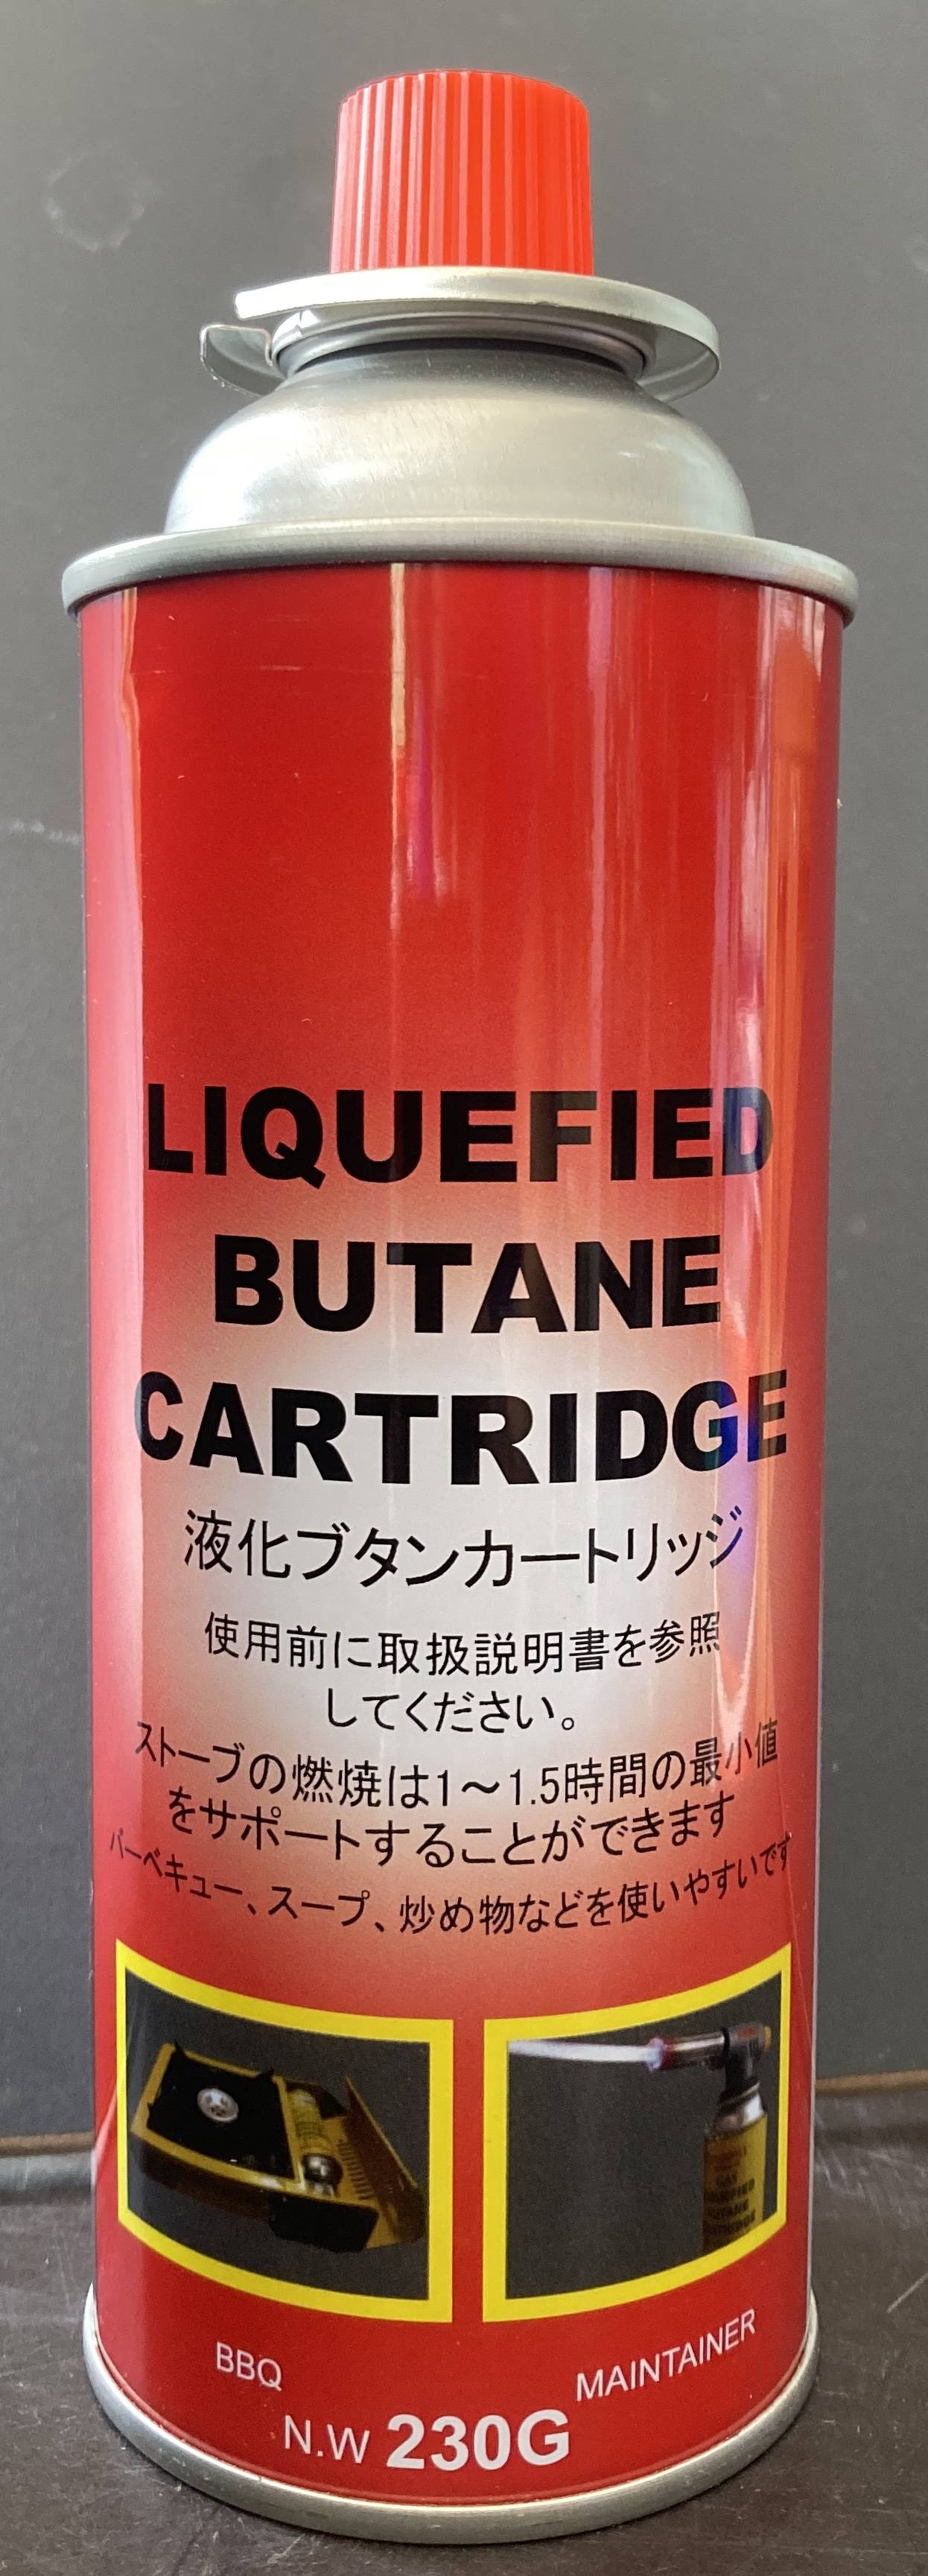 LIQUEFIED
BUTANE
CARTRIDGE
液化ブタンカートリッジ
使用前に取扱説明書を参照
してください。
ストーブの燃焼は1～1.5時間の最小値
をサポートすることができます
バーベキュー、スープ、炒め物などを使いやすいです
BBQ
MAINTAINER
N.W 230G